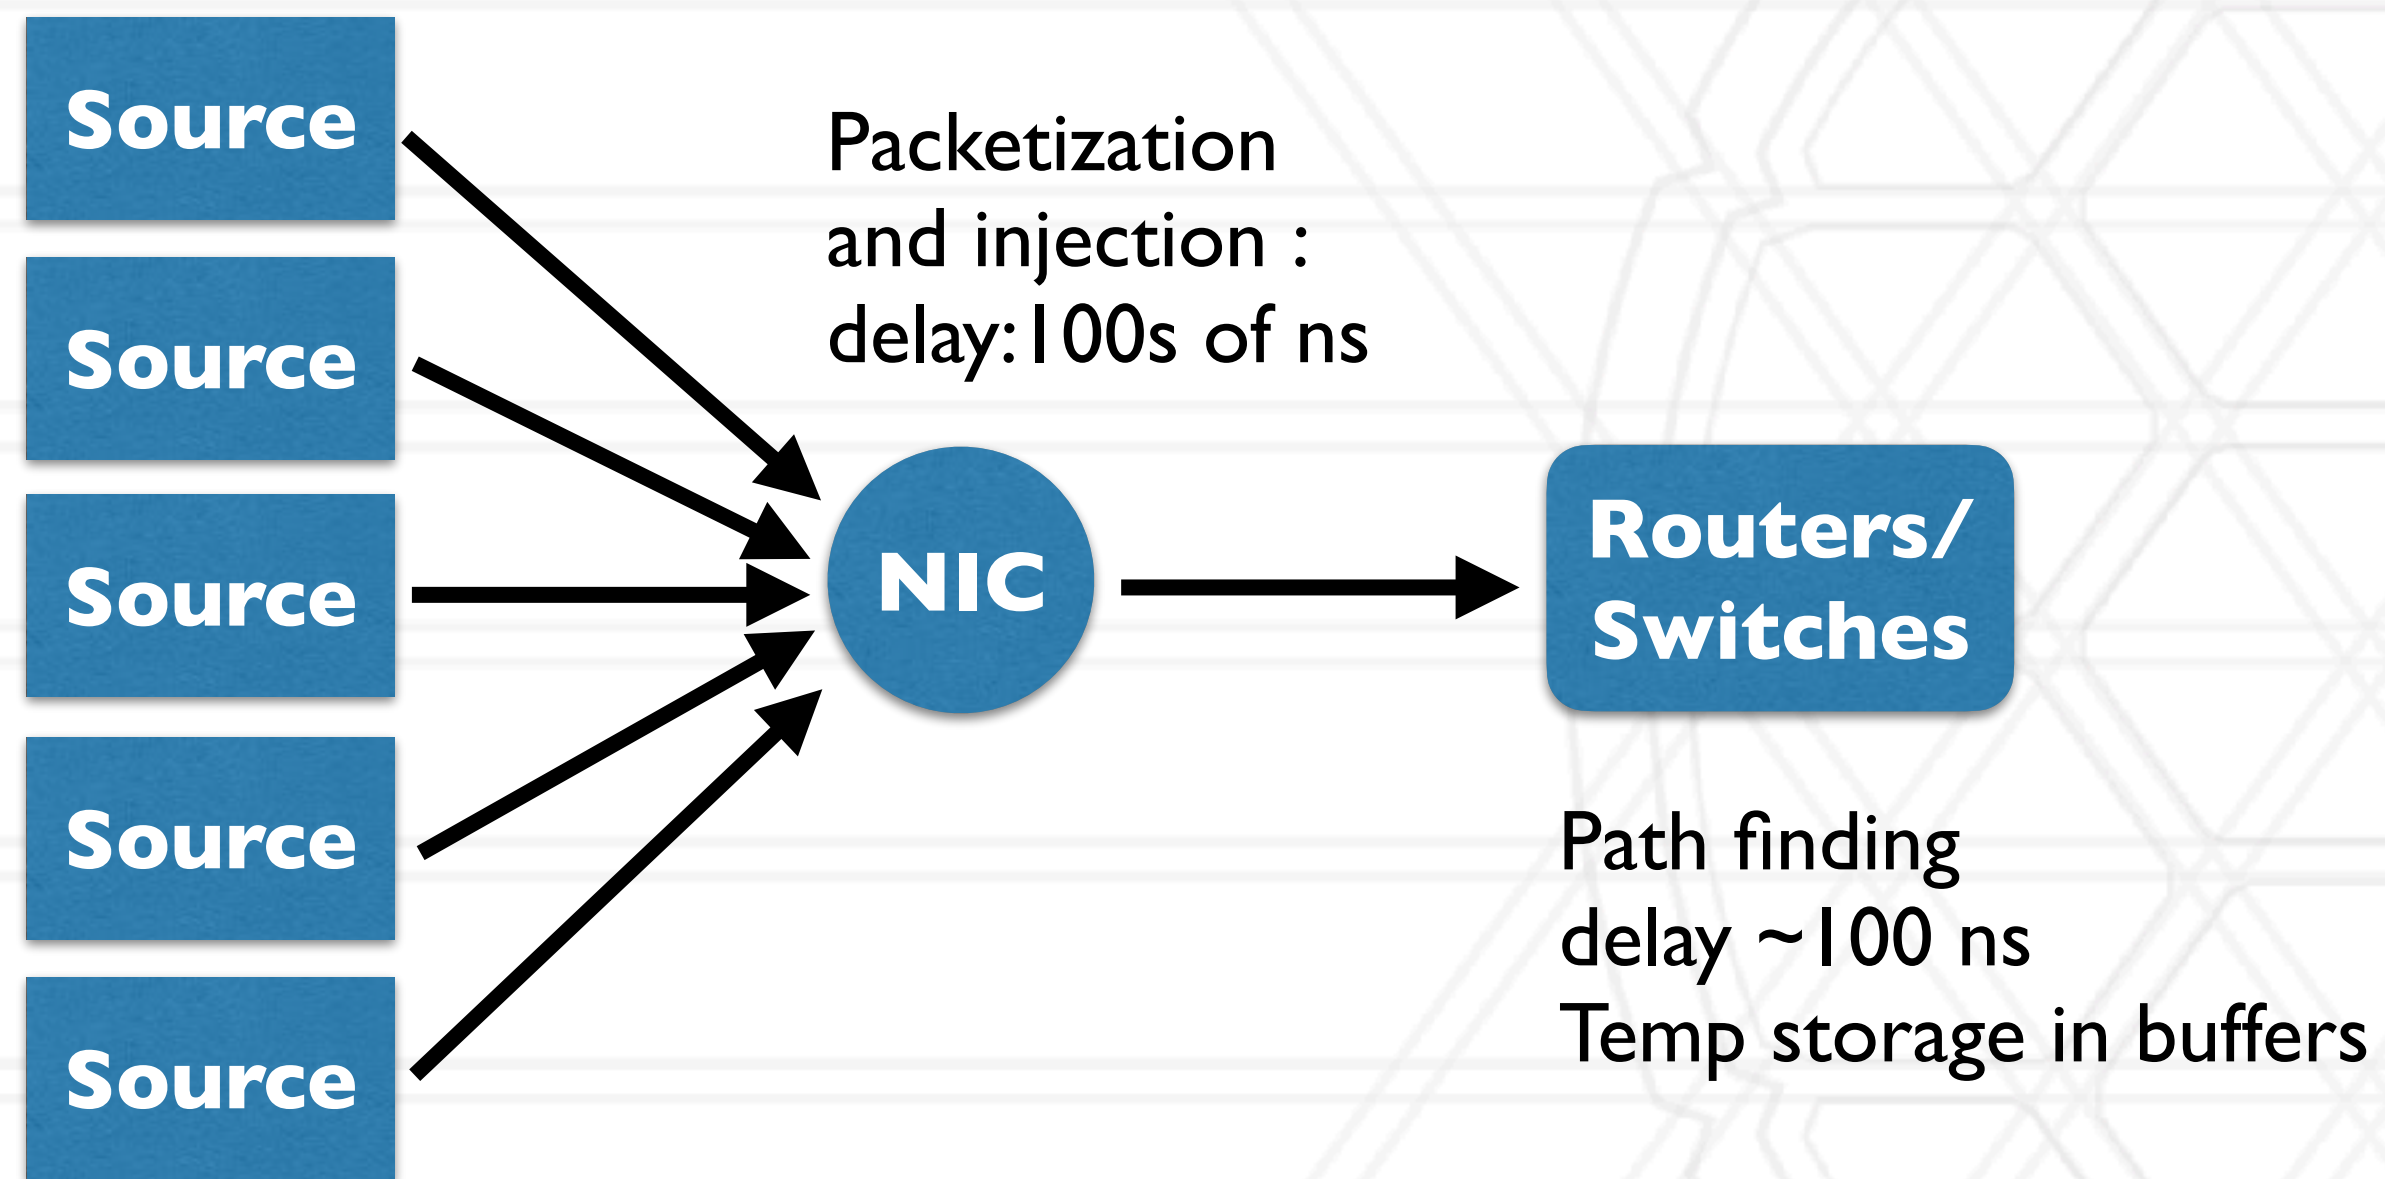 Source
Source
Source
Source
Source
Packetization
and injection :
delay:100s of ns
NIC
Routers/
Switches
Path finding
delay ~100 ns
Temp storage in buffers